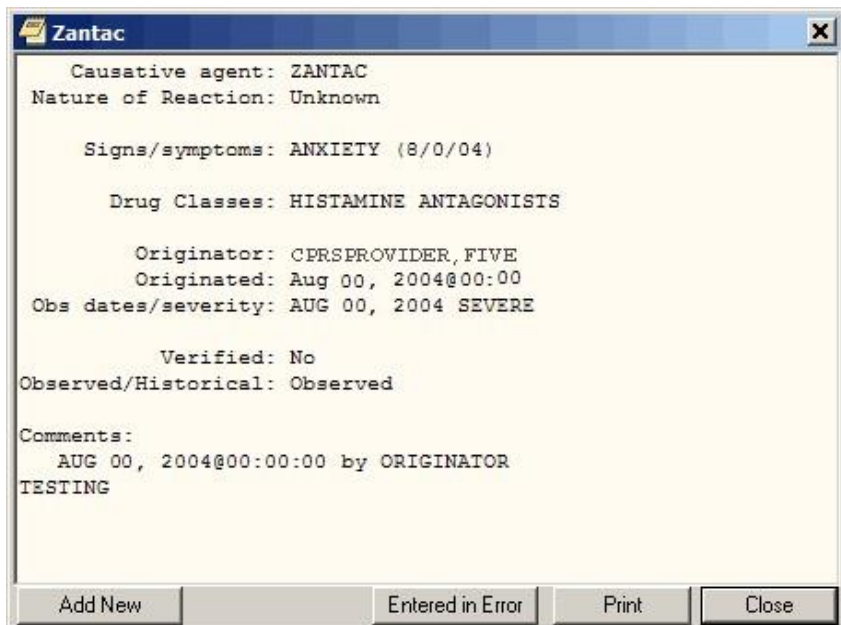 Zantac
Causative agent: ZANTAC
Nature of Reaction: Unknown
Signs/symptoms: ANXIETY (8/0/04)
Drug Classes: HISTAMINE ANTAGONISTS
Originator: CPRSPROVIDER,FIVE
Originated: Aug 00, 2004@00:00
Obs dates/severity: AUG 00, 2004 SEVERE
Verified: No
Observed/Historical: Observed
Comments:
AUG 00, 2004@00:00:00 by ORIGINATOR
TESTING
Add New Entered in Error Print Close